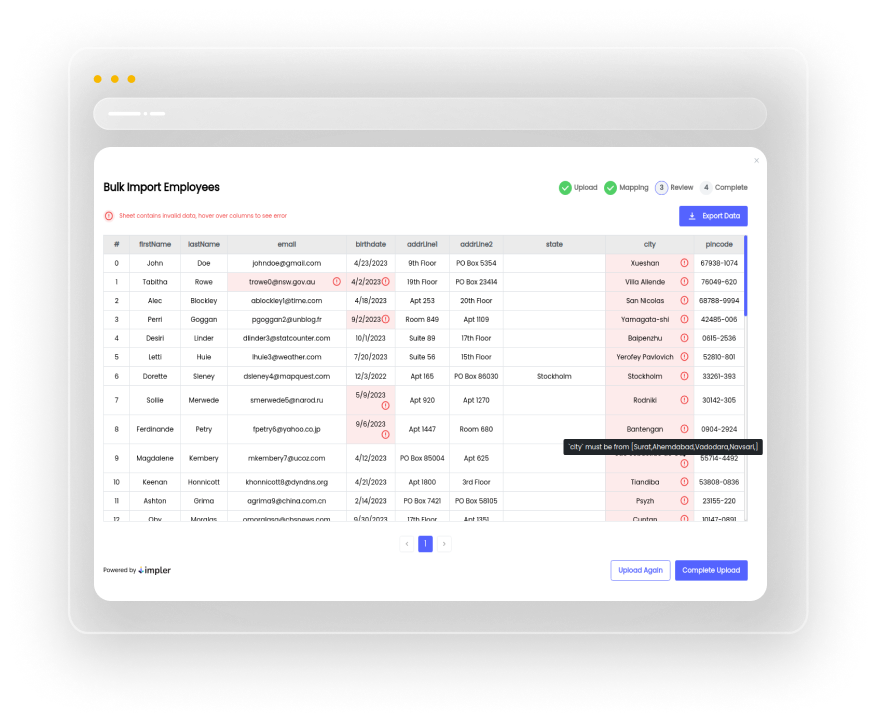 Bulk Import Employees
Upload Mapping 3 Review 4 Complete
Sheet contains invalid data, hover over columns to see error
Export Data
# firstName lastName email birthdate addrLine1 addrLine2 state city pincode
0 John Doe johndoe@gmail.com 4/23/2023 9th Floor PO Box 5354 Xueshan 67938-1074
1 Tabitha Rowe trowe0@nsw.gov.au 4/2/2023 19th Floor PO Box 23414 Villa Allende 76049-620
2 Alec Blockley ablockley1@time.com 4/18/2023 Apt 253 20th Floor San Nicolas 68788-9994
3 Perri Goggan pgoggan2@unblog.fr 9/2/2023 Room 849 Apt 1109 Yamagata-shi 42485-006
4 Desiri Linder dlinder3@statcounter.com 10/1/2023 Suite 89 17th Floor Baipenzhu 0615-2536
5 Letti Huie lhuie3@weather.com 7/20/2023 Suite 56 15th Floor Yerofey Pavlovich 52810-801
6 Dorette Sleney dsleney4@mapquest.com 12/3/2022 Apt 165 PO Box 86030 Stockholm Stockholm 33261-393
7 Sollie Merwede smerwede5@narod.ru 5/9/2023 Apt 920 Apt 1270 Rodniki 30142-305
8 Ferdinande Petry fpetry6@yahoo.co.jp 9/6/2023 Apt 1447 Room 680 Bantengan 0904-2924
'city' must be from [Surat,Ahemdabad,Vadodara,Navsari,]
9 Magdalene Kembery mkembery7@ucoz.com 4/12/2023 PO Box 85004 Apt 625 55714-4492
10 Keenan Honnicott khonnicott8@dyndns.org 4/21/2023 Apt 1800 3rd Floor Tiandiba 53808-0836
11 Ashton Grima agrima9@china.com.cn 2/14/2023 PO Box 7421 PO Box 58105 Psyzh 23155-220
12 Oby Moralas omoralasa@cbsnews.com 9/30/2023 17th Floor Apt 1351 Cuntan 10147-0891
‹ 1 ›
Powered by impler
Upload Again Complete Upload